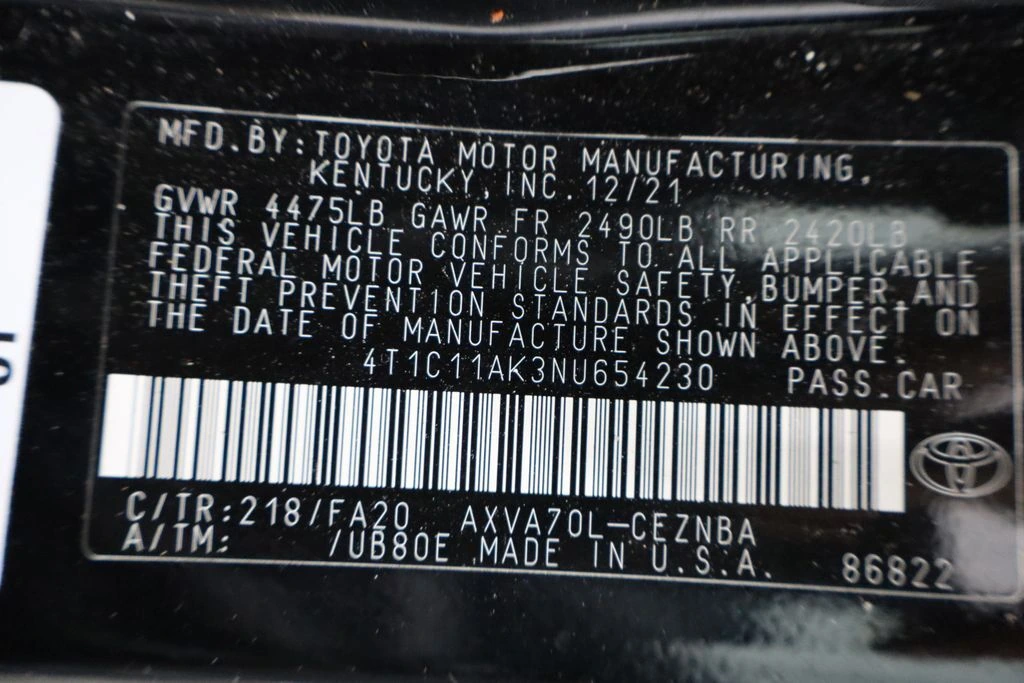 MFD.BY:TOYOTA MOTOR MANUFACTURING,
KENTUCKY,INC.12/21
GVWR 4475LB GAWR FR 2490LB RR 2420LB
THIS VEHICLE CONFORMS TO ALL APPLICABLE
FEDERAL MOTOR VEHICLE SAFETY,BUMPER,AND
THEFT PREVENTION STANDARDS IN EFFECT ON
THE DATE OF MANUFACTURE SHOWN ABOVE.
4T1C11AK3NU654230 PASS.CAR
C/TR:218/FA20 AXVA70L-CEZNBA
A/TM: /UB80E MADE IN U.S.A. 86822